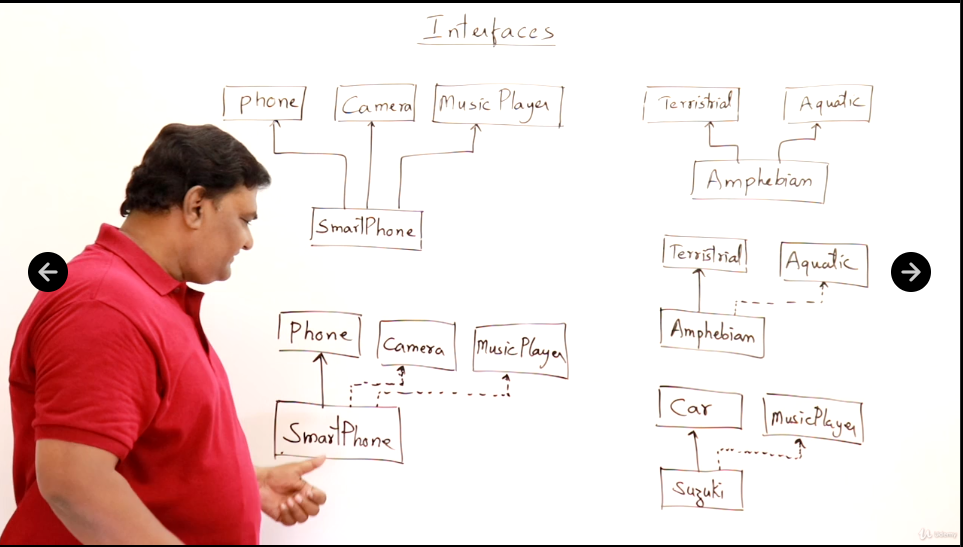 Interfaces
Phone
Camera
Music Player
SmartPhone
Terristrial
Aquatic
Amphebian
Terristrial
Aquatic
Amphebian
Phone
Camera
MusicPlayer
SmartPhone
Car
MusicPlayer
Suzuki
Udemy